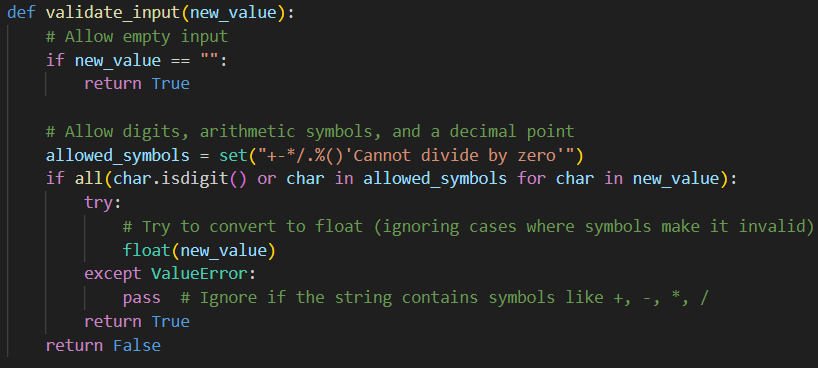 def validate_input(new_value):
    # Allow empty input
    if new_value == "":
        return True

    # Allow digits, arithmetic symbols, and a decimal point
    allowed_symbols = set("+-*/.%()'Cannot divide by zero'")
    if all(char.isdigit() or char in allowed_symbols for char in new_value):
        try:
            # Try to convert to float (ignoring cases where symbols make it invalid)
            float(new_value)
        except ValueError:
            pass  # Ignore if the string contains symbols like +, -, *, /
        return True
    return False